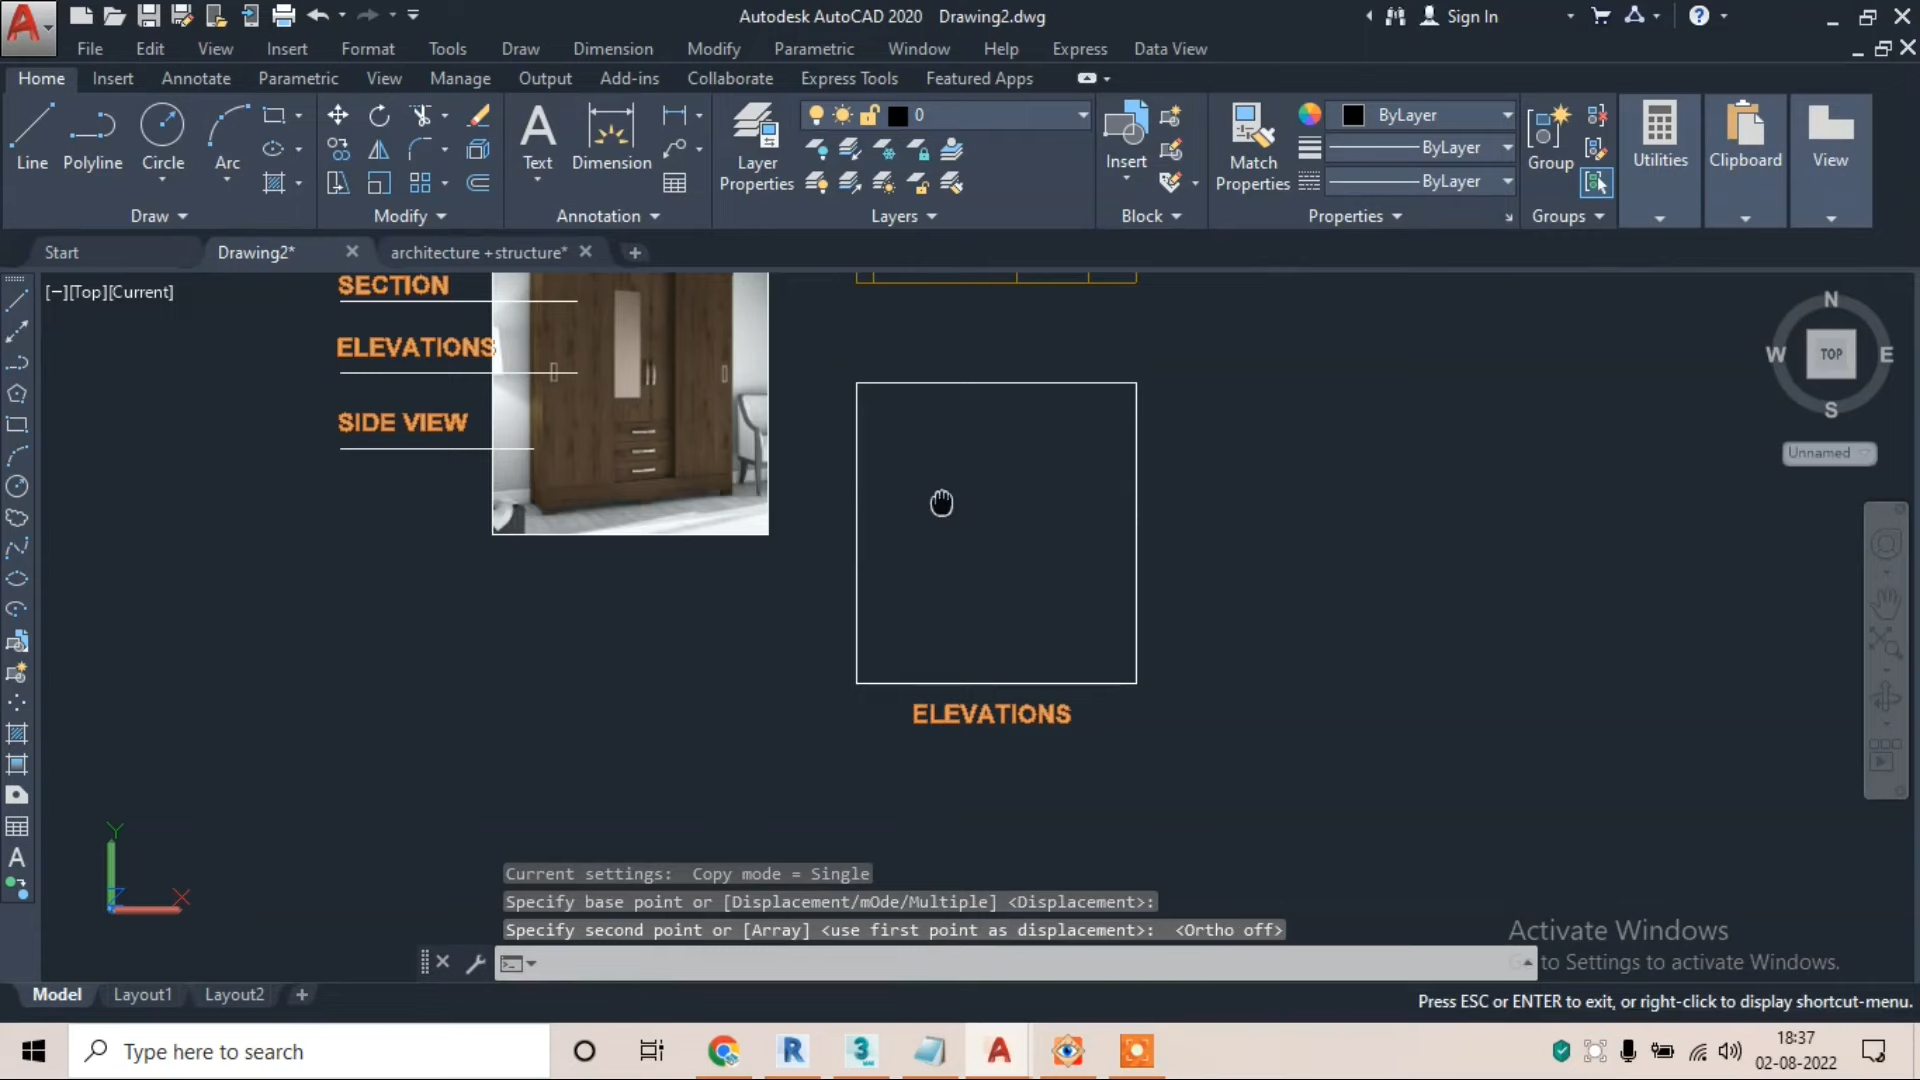 Autodesk AutoCAD 2020 Drawing2.dwg
Sign In
File Edit View Insert Format Tools Draw Dimension Modify Parametric Window Help Express Data View
Home Insert Annotate Parametric View Manage Output Add-ins Collaborate Express Tools Featured Apps
0
ByLayer
ByLayer
ByLayer
Line Polyline Circle Arc
Text Dimension
Layer Properties
Insert
Match Properties
Group
Utilities
Clipboard
View
Draw Modify Annotation Layers Block Properties Groups
Start Drawing2* architecture +structure*
[−][Top][Current]
SECTION
ELEVATIONS
SIDE VIEW
ELEVATIONS
N
W TOP E
S
Unnamed
Y
X
Z
Current settings: Copy mode = Single
Specify base point or [Displacement/mOde/Multiple] <Displacement>:
Specify second point or [Array] <use first point as displacement>: <Ortho off>
Activate Windows
to Settings to activate Windows.
Model Layout1 Layout2
Press ESC or ENTER to exit, or right-click to display shortcut-menu.
Type here to search
18:37
02-08-2022